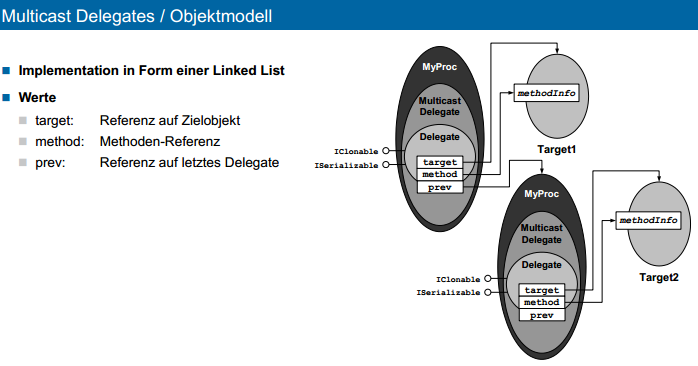 Multicast Delegates / Objektmodell
Implementation in Form einer Linked List
Werte
target: Referenz auf Zielobjekt
method: Methoden-Referenz
prev: Referenz auf letztes Delegate
MyProc
Multicast
Delegate
Delegate
IClonable
ISerializable
target
method
prev
methodInfo
Target1
MyProc
Multicast
Delegate
Delegate
IClonable
ISerializable
target
method
prev
methodInfo
Target2